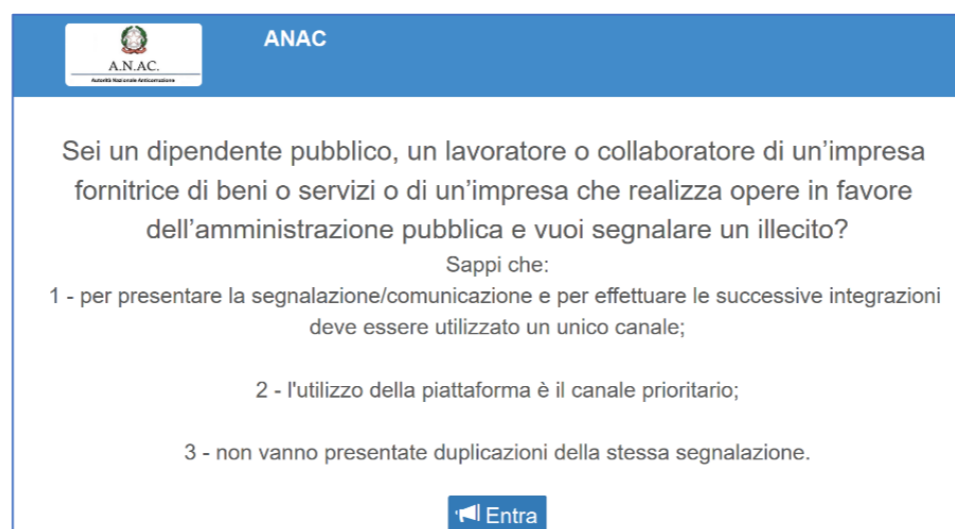 ANAC
A.N.AC.
Autorità Nazionale Anticorruzione
Sei un dipendente pubblico, un lavoratore o collaboratore di un’impresa
fornitrice di beni o servizi o di un’impresa che realizza opere in favore
dell’amministrazione pubblica e vuoi segnalare un illecito?
Sappi che:
1 - per presentare la segnalazione/comunicazione e per effettuare le successive integrazioni
deve essere utilizzato un unico canale;
2 - l'utilizzo della piattaforma è il canale prioritario;
3 - non vanno presentate duplicazioni della stessa segnalazione.
Entra